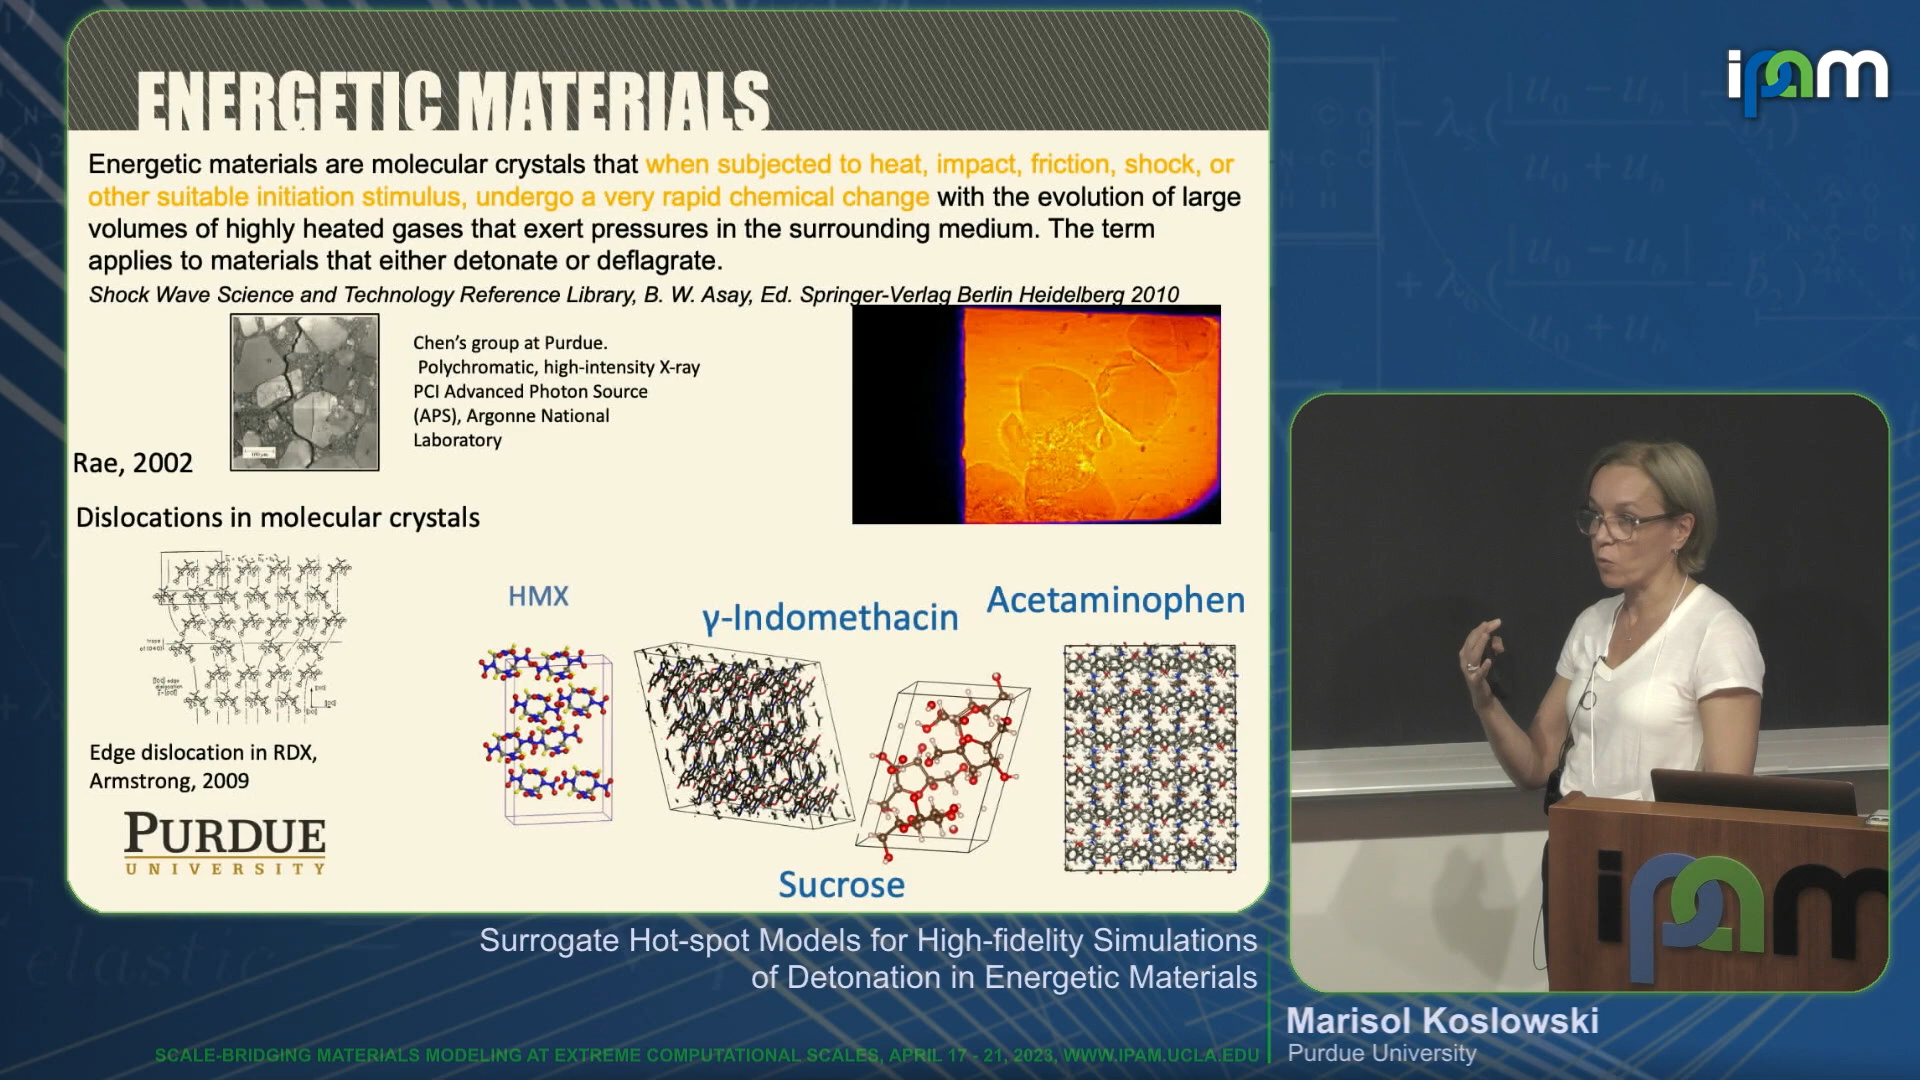 ENERGETIC MATERIALS
Energetic materials are molecular crystals that when subjected to heat, impact, friction, shock, or
other suitable initiation stimulus, undergo a very rapid chemical change with the evolution of large
volumes of highly heated gases that exert pressures in the surrounding medium. The term
applies to materials that either detonate or deflagrate.
Shock Wave Science and Technology Reference Library, B. W. Asay, Ed. Springer-Verlag Berlin Heidelberg 2010
Chen's group at Purdue.
Polychromatic, high-intensity X-ray
PCI Advanced Photon Source
(APS), Argonne National
Laboratory
Rae, 2002
Dislocations in molecular crystals
HMX
γ-Indomethacin
Acetaminophen
Sucrose
Edge dislocation in RDX,
Armstrong, 2009
PURDUE
UNIVERSITY
ipam
ipam
Surrogate Hot-spot Models for High-fidelity Simulations
of Detonation in Energetic Materials
Marisol Koslowski
Purdue University
SCALE-BRIDGING MATERIALS MODELING AT EXTREME COMPUTATIONAL SCALES, APRIL 17 - 21, 2023, WWW.IPAM.UCLA.EDU
elastic